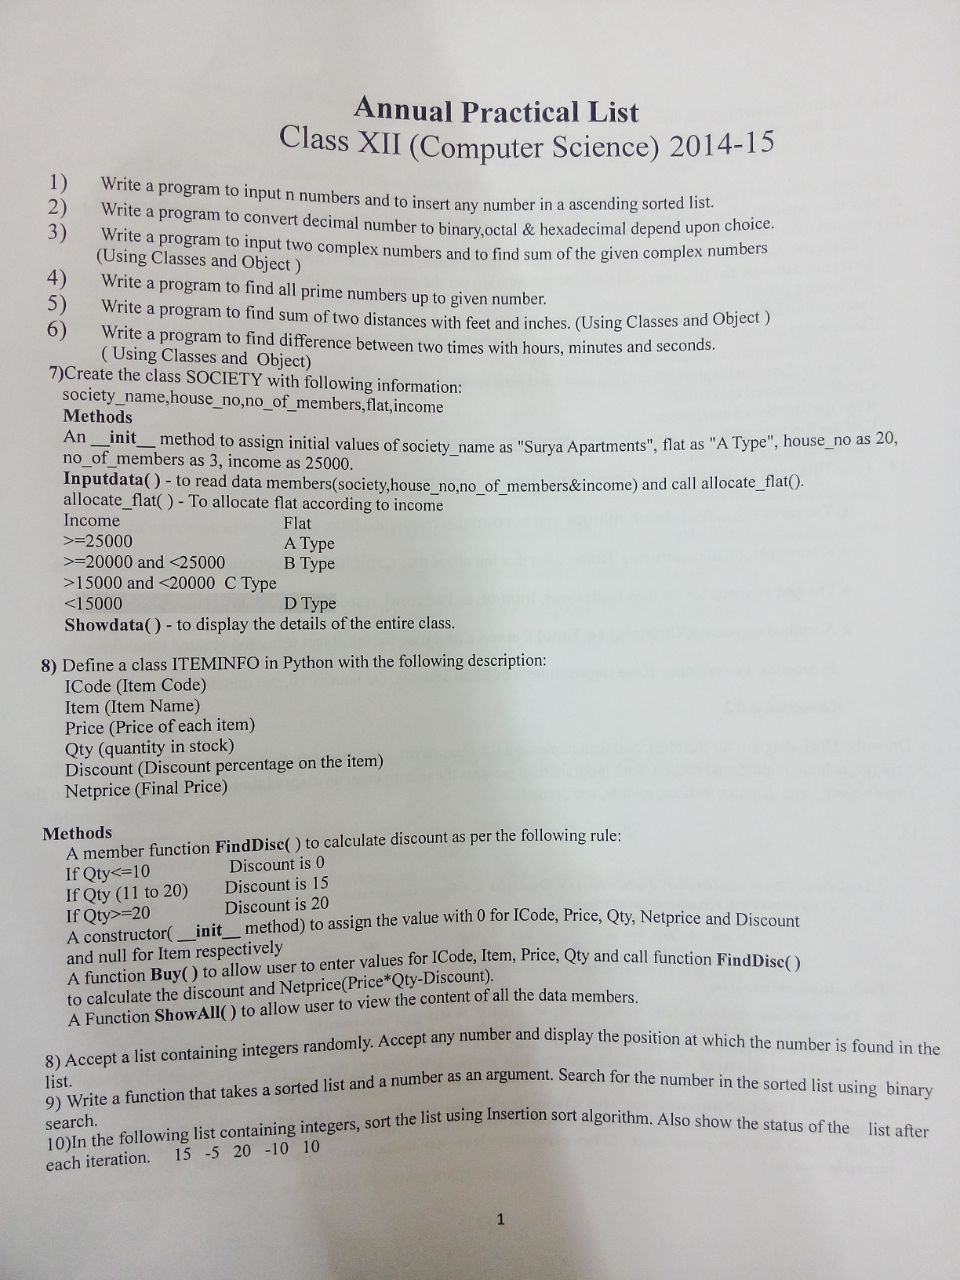 Annual Practical List
Class XII (Computer Science) 2014-15
1) Write a program to input n numbers and to insert any number in a ascending sorted list.
2) Write a program to convert decimal number to binary,octal & hexadecimal depend upon choice.
3) Write a program to input two complex numbers and to find sum of the given complex numbers
(Using Classes and Object )
4) Write a program to find all prime numbers up to given number.
5) Write a program to find sum of two distances with feet and inches. (Using Classes and Object )
6) Write a program to find difference between two times with hours, minutes and seconds.
( Using Classes and Object)
7)Create the class SOCIETY with following information:
society_name,house_no,no_of_members,flat,income
Methods
An __init__ method to assign initial values of society_name as "Surya Apartments", flat as "A Type", house_no as 20,
no_of_members as 3, income as 25000.
Inputdata( ) - to read data members(society,house_no,no_of_members&income) and call allocate_flat().
allocate_flat( ) - To allocate flat according to income
Income Flat
>=25000 A Type
>=20000 and <25000 B Type
>15000 and <20000 C Type
<15000 D Type
Showdata( ) - to display the details of the entire class.
8) Define a class ITEMINFO in Python with the following description:
ICode (Item Code)
Item (Item Name)
Price (Price of each item)
Qty (quantity in stock)
Discount (Discount percentage on the item)
Netprice (Final Price)
Methods
A member function FindDisc( ) to calculate discount as per the following rule:
If Qty<=10 Discount is 0
If Qty (11 to 20) Discount is 15
If Qty>=20 Discount is 20
A constructor( __init__ method) to assign the value with 0 for ICode, Price, Qty, Netprice and Discount
and null for Item respectively
A function Buy( ) to allow user to enter values for ICode, Item, Price, Qty and call function FindDisc( )
to calculate the discount and Netprice(Price*Qty-Discount).
A Function ShowAll( ) to allow user to view the content of all the data members.
8) Accept a list containing integers randomly. Accept any number and display the position at which the number is found in the
list.
9) Write a function that takes a sorted list and a number as an argument. Search for the number in the sorted list using binary
search.
10)In the following list containing integers, sort the list using Insertion sort algorithm. Also show the status of the list after
each iteration. 15 -5 20 -10 10
1